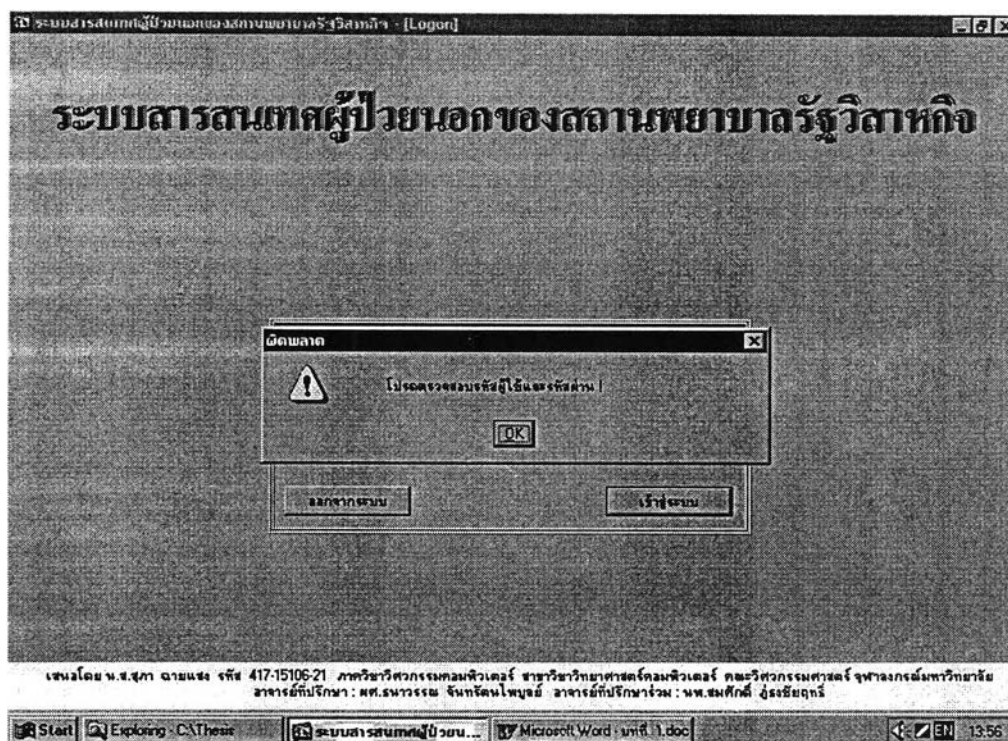 ระบบสารสนเทศผู้ป่วยนอกของสถานพยาบาลรัฐวิสาหกิจ - [Logon]
ระบบสารสนเทศผู้ป่วยนอกของสถานพยาบาลรัฐวิสาหกิจ
ผิดพลาด
โปรดตรวจสอบรหัสผู้ใช้และรหัสผ่าน !
OK
ออกจากระบบ
เข้าสู่ระบบ
เสนอโดย น.ส.สุภา ฉายแสง รหัส 417-15106-21 ภาควิชาวิศวกรรมคอมพิวเตอร์ สาขาวิชาวิทยาศาสตร์คอมพิวเตอร์ คณะวิศวกรรมศาสตร์ จุฬาลงกรณ์มหาวิทยาลัย
อาจารย์ที่ปรึกษา : ผศ.ธนาวรรณ จันทรัตนไพบูลย์ อาจารย์ที่ปรึกษาร่วม : นพ.สมศักดิ์ ภู่ธงชัยฤทธิ์
Start Exploring - C:\Thesis ระบบสารสนเทศผู้ป่วยน... Microsoft Word - บทที่ 1.doc EN 13:56